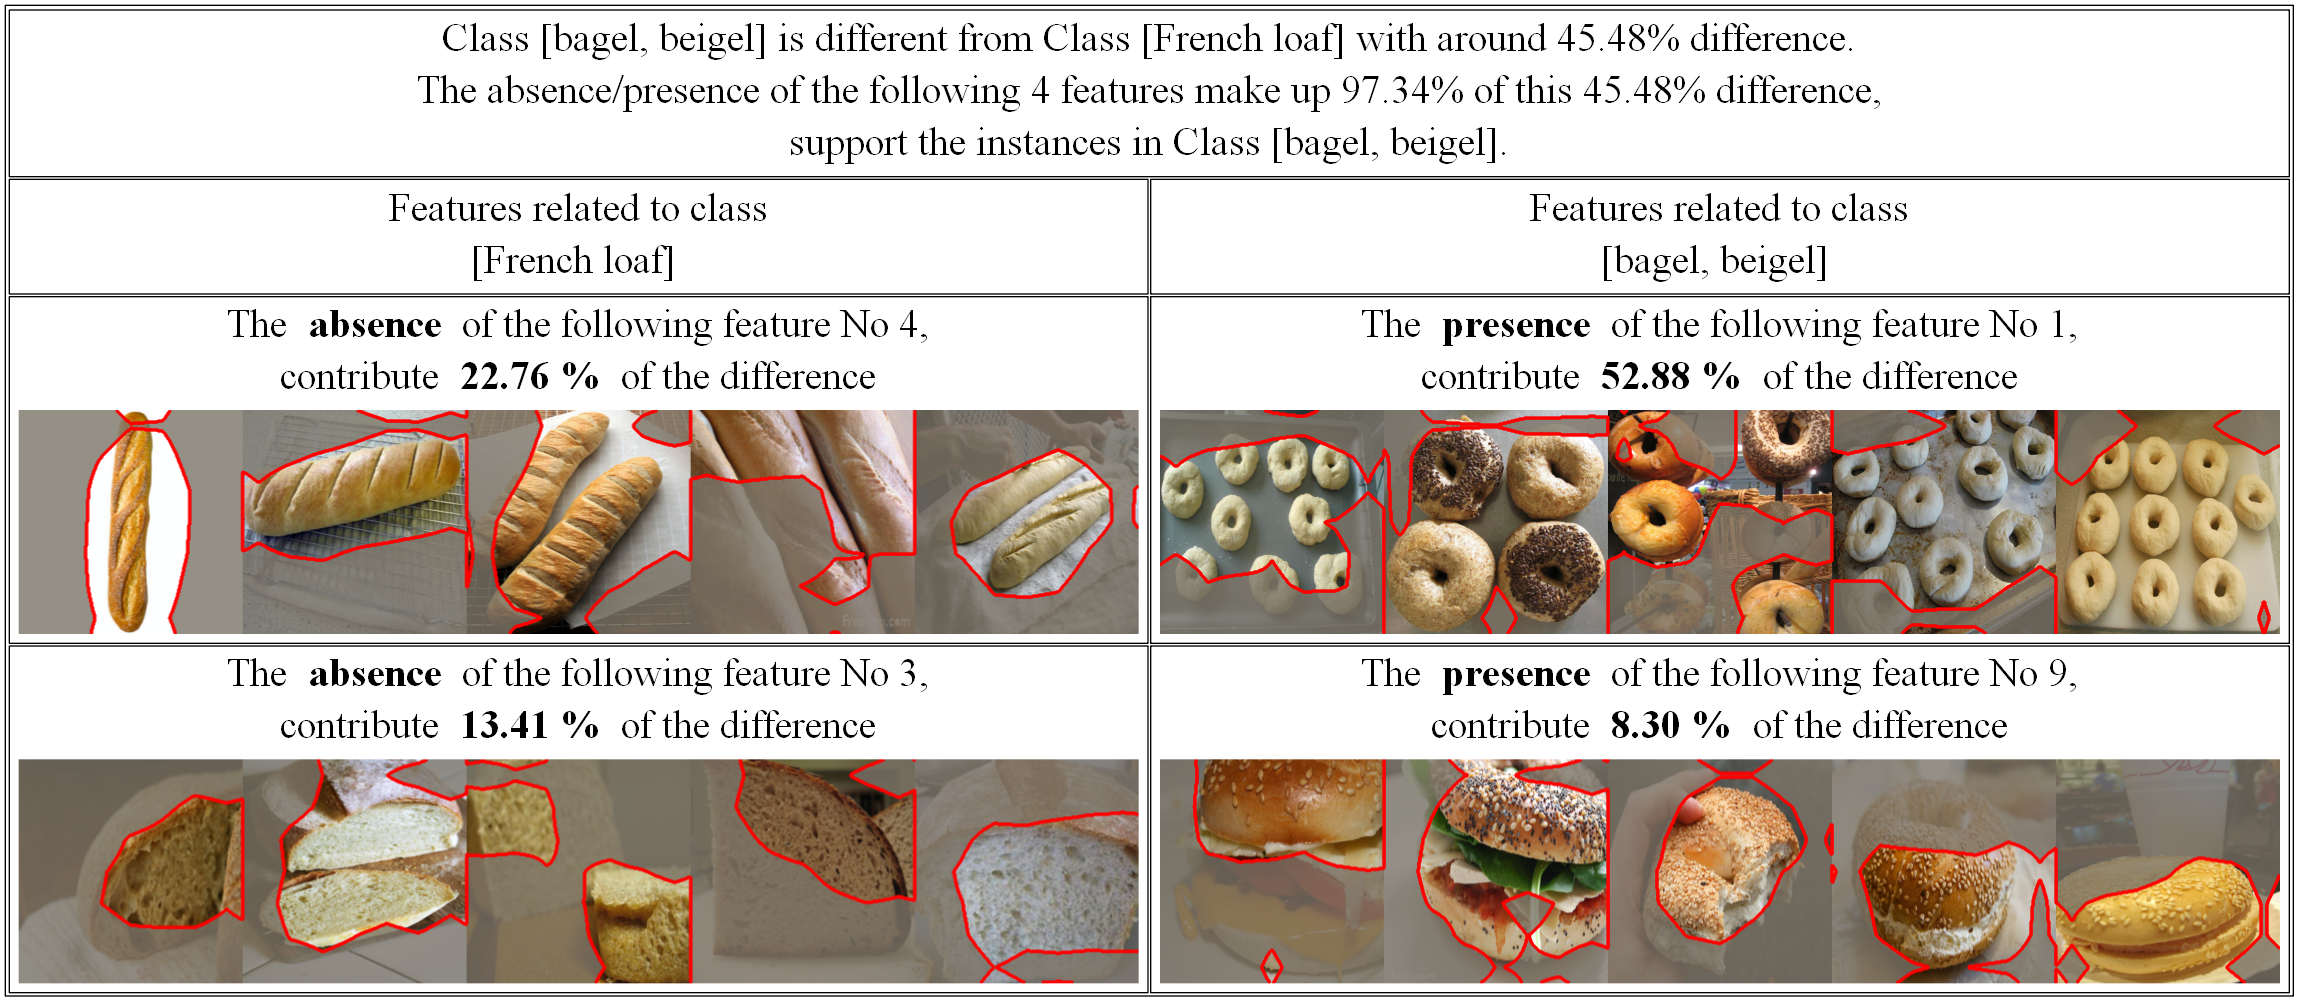 Class [bagel, beigel] is different from Class [French loaf] with around 45.48% difference.
The absence/presence of the following 4 features make up 97.34% of this 45.48% difference,
support the instances in Class [bagel, beigel].
Features related to class
[French loaf]
Features related to class
[bagel, beigel]
The absence of the following feature No 4,
contribute 22.76 % of the difference
The presence of the following feature No 1,
contribute 52.88 % of the difference
The absence of the following feature No 3,
contribute 13.41 % of the difference
The presence of the following feature No 9,
contribute 8.30 % of the difference